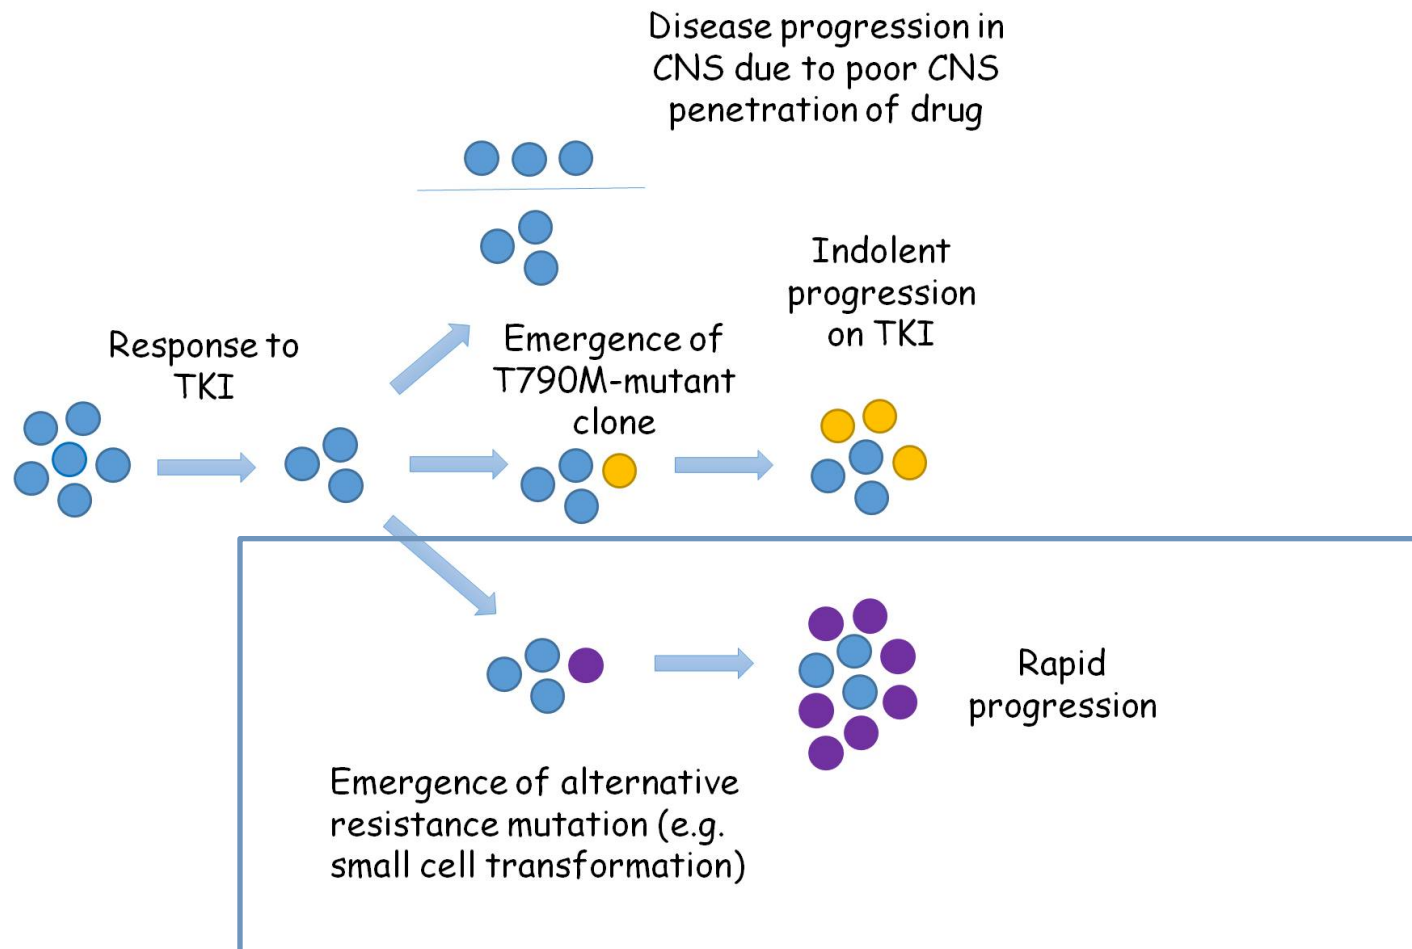 Disease progression in
CNS due to poor CNS
penetration of drug
Indolent
progression
on TKI
Response to
TKI
Emergence of
T790M-mutant
clone
Rapid
progression
Emergence of alternative
resistance mutation (e.g.
small cell transformation)